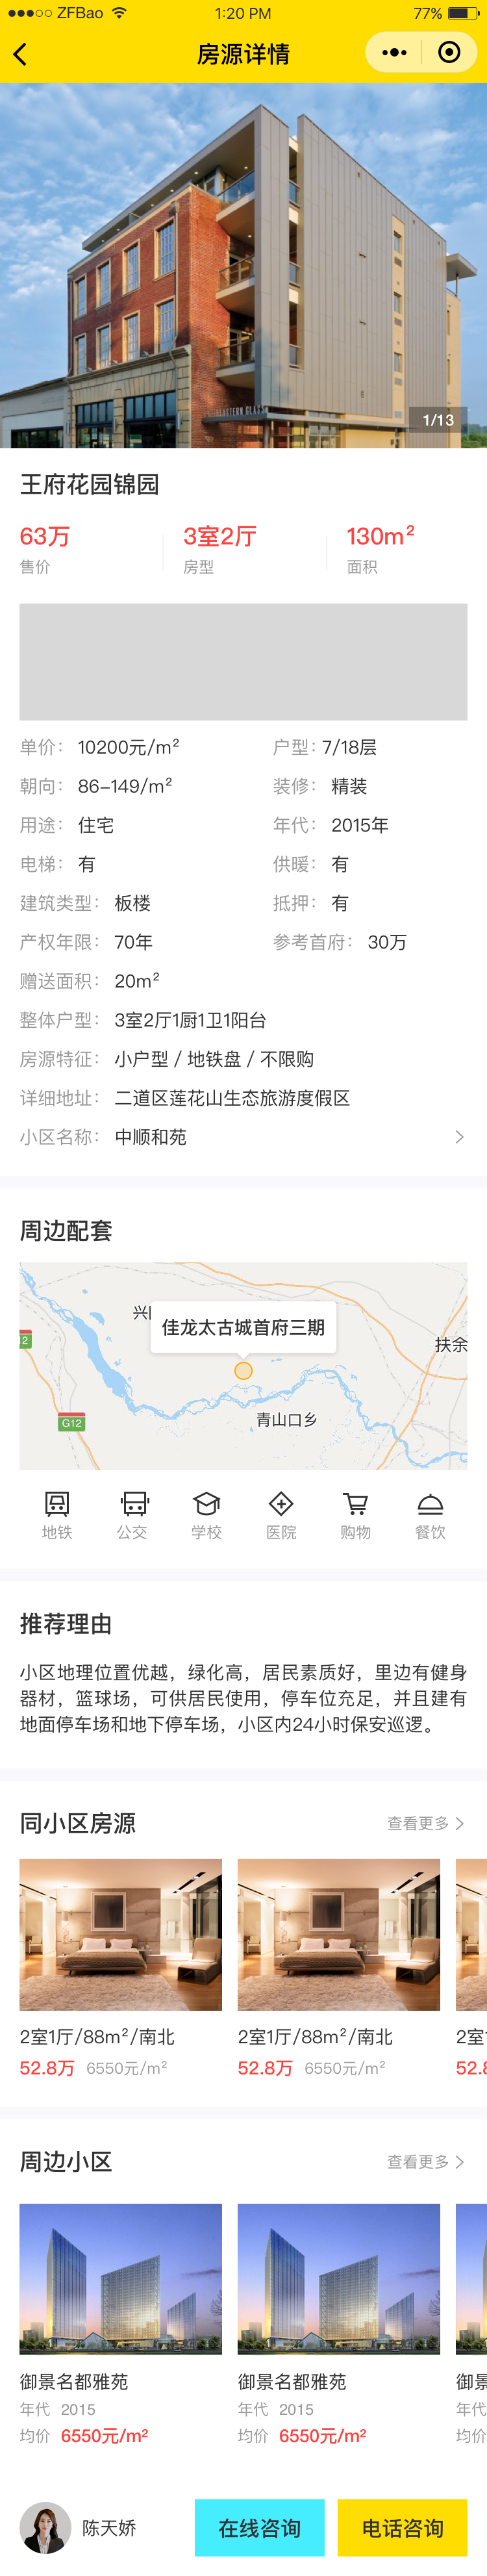 ZFBao 1:20 PM 77%
房源详情
1/13
王府花园锦园
63万 3室2厅 130m²
售价 房型 面积
单价： 10200元/m² 户型：7/18层
朝向： 86-149/m² 装修： 精装
用途： 住宅 年代： 2015年
电梯： 有 供暖： 有
建筑类型： 板楼 抵押： 有
产权年限： 70年 参考首府： 30万
赠送面积： 20m²
整体户型： 3室2厅1厨1卫1阳台
房源特征： 小户型 / 地铁盘 / 不限购
详细地址： 二道区莲花山生态旅游度假区
小区名称： 中顺和苑
周边配套
佳龙太古城首府三期
扶余
青山口乡
G12
地铁 公交 学校 医院 购物 餐饮
推荐理由
小区地理位置优越，绿化高，居民素质好，里边有健身
器材，篮球场，可供居民使用，停车位充足，并且建有
地面停车场和地下停车场，小区内24小时保安巡逻。
同小区房源 查看更多
2室1厅/88m²/南北 2室1厅/88m²/南北 2室
52.8万 6550元/m² 52.8万 6550元/m² 52.8
周边小区 查看更多
御景名都雅苑 御景名都雅苑 御景
年代 2015 年代 2015 年代
均价 6550元/m² 均价 6550元/m² 均价
陈天娇 在线咨询 电话咨询